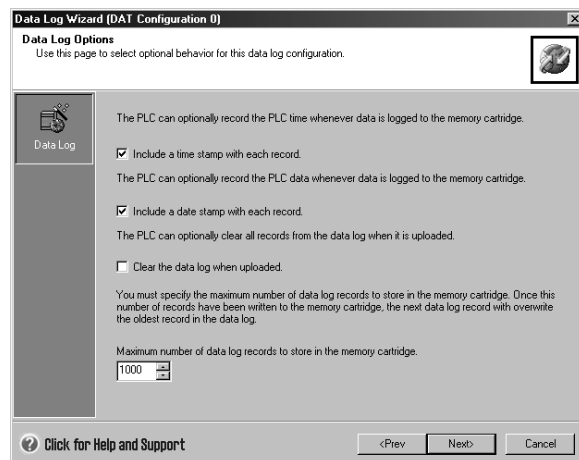 Data Log Wizard (DAT Configuration 0)
Data Log Options
Use this page to select optional behavior for this data log configuration.
Data Log
The PLC can optionally record the PLC time whenever data is logged to the memory cartridge.
Include a time stamp with each record.
The PLC can optionally record the PLC data whenever data is logged to the memory cartridge.
Include a date stamp with each record.
The PLC can optionally clear all records from the data log when it is uploaded.
Clear the data log when uploaded.
You must specify the maximum number of data log records to store in the memory cartridge. Once this
number of records have been written to the memory cartridge, the next data log record with overwrite
the oldest record in the data log.
Maximum number of data log records to store in the memory cartridge.
1000
Click for Help and Support
<Prev
Next>
Cancel